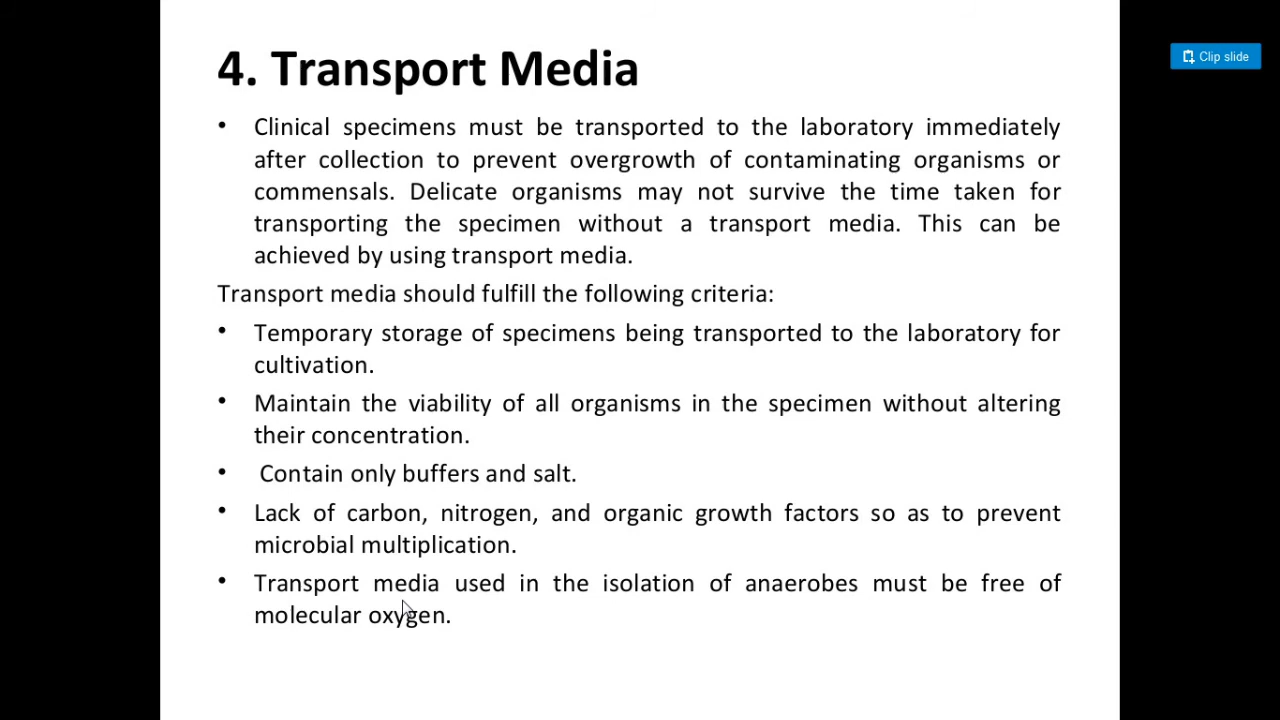 4. Transport Media
Clip slide
• Clinical specimens must be transported to the laboratory immediately
after collection to prevent overgrowth of contaminating organisms or
commensals. Delicate organisms may not survive the time taken for
transporting the specimen without a transport media. This can be
achieved by using transport media.
Transport media should fulfill the following criteria:
• Temporary storage of specimens being transported to the laboratory for
cultivation.
• Maintain the viability of all organisms in the specimen without altering
their concentration.
• Contain only buffers and salt.
• Lack of carbon, nitrogen, and organic growth factors so as to prevent
microbial multiplication.
• Transport media used in the isolation of anaerobes must be free of
molecular oxygen.